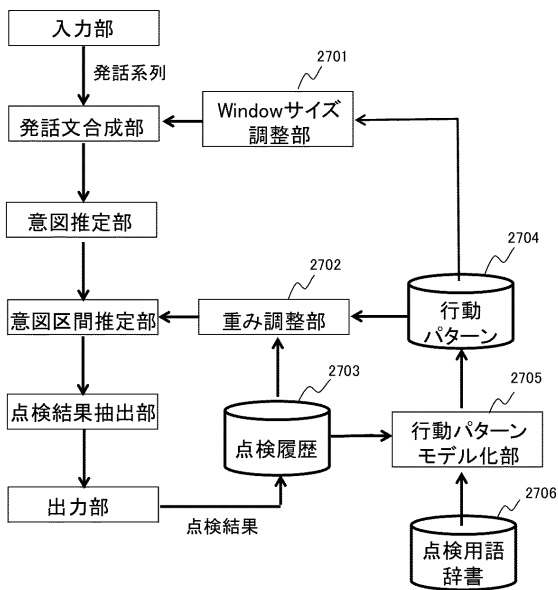 入力部
発話系列
2701
Windowサイズ
調整部
発話文合成部
意図推定部
2704
2702
行動
パターン
意図区間推定部
重み調整部
2703
2705
点検結果抽出部
点検履歴
行動パターン
モデル化部
出力部
点検結果
2706
点検用語
辞書